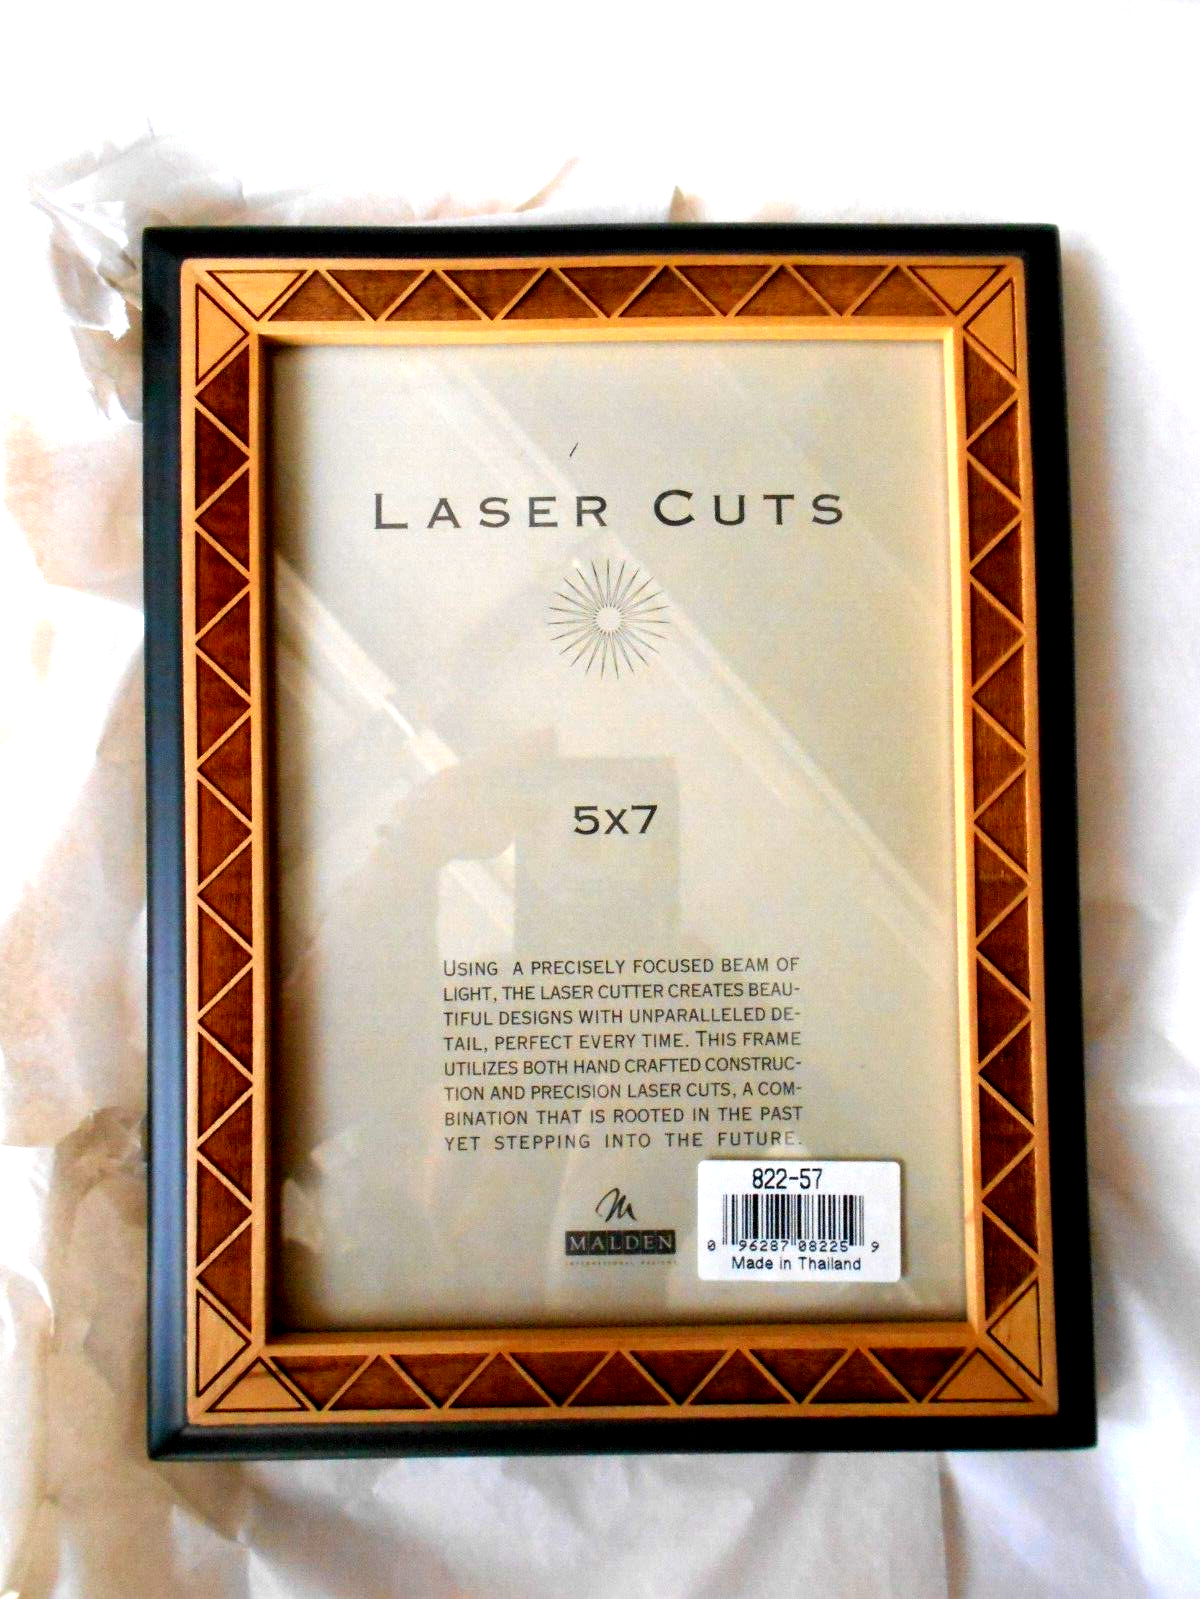 LASER CUTS
5x7
USING A PRECISELY FOCUSED BEAM OF
LIGHT, THE LASER CUTTER CREATES BEAU-
TIFUL DESIGNS WITH UNPARALLELED DE-
TAIL, PERFECT EVERY TIME. THIS FRAME
UTILIZES BOTH HAND CRAFTED CONSTRUC-
TION AND PRECISION LASER CUTS, A COM-
BINATION THAT IS ROOTED IN THE PAST
YET STEPPING INTO THE FUTURE.
M
MALDEN
INTERNATIONAL DESIGNS
822-57
0 96287 08225 9
Made in Thailand